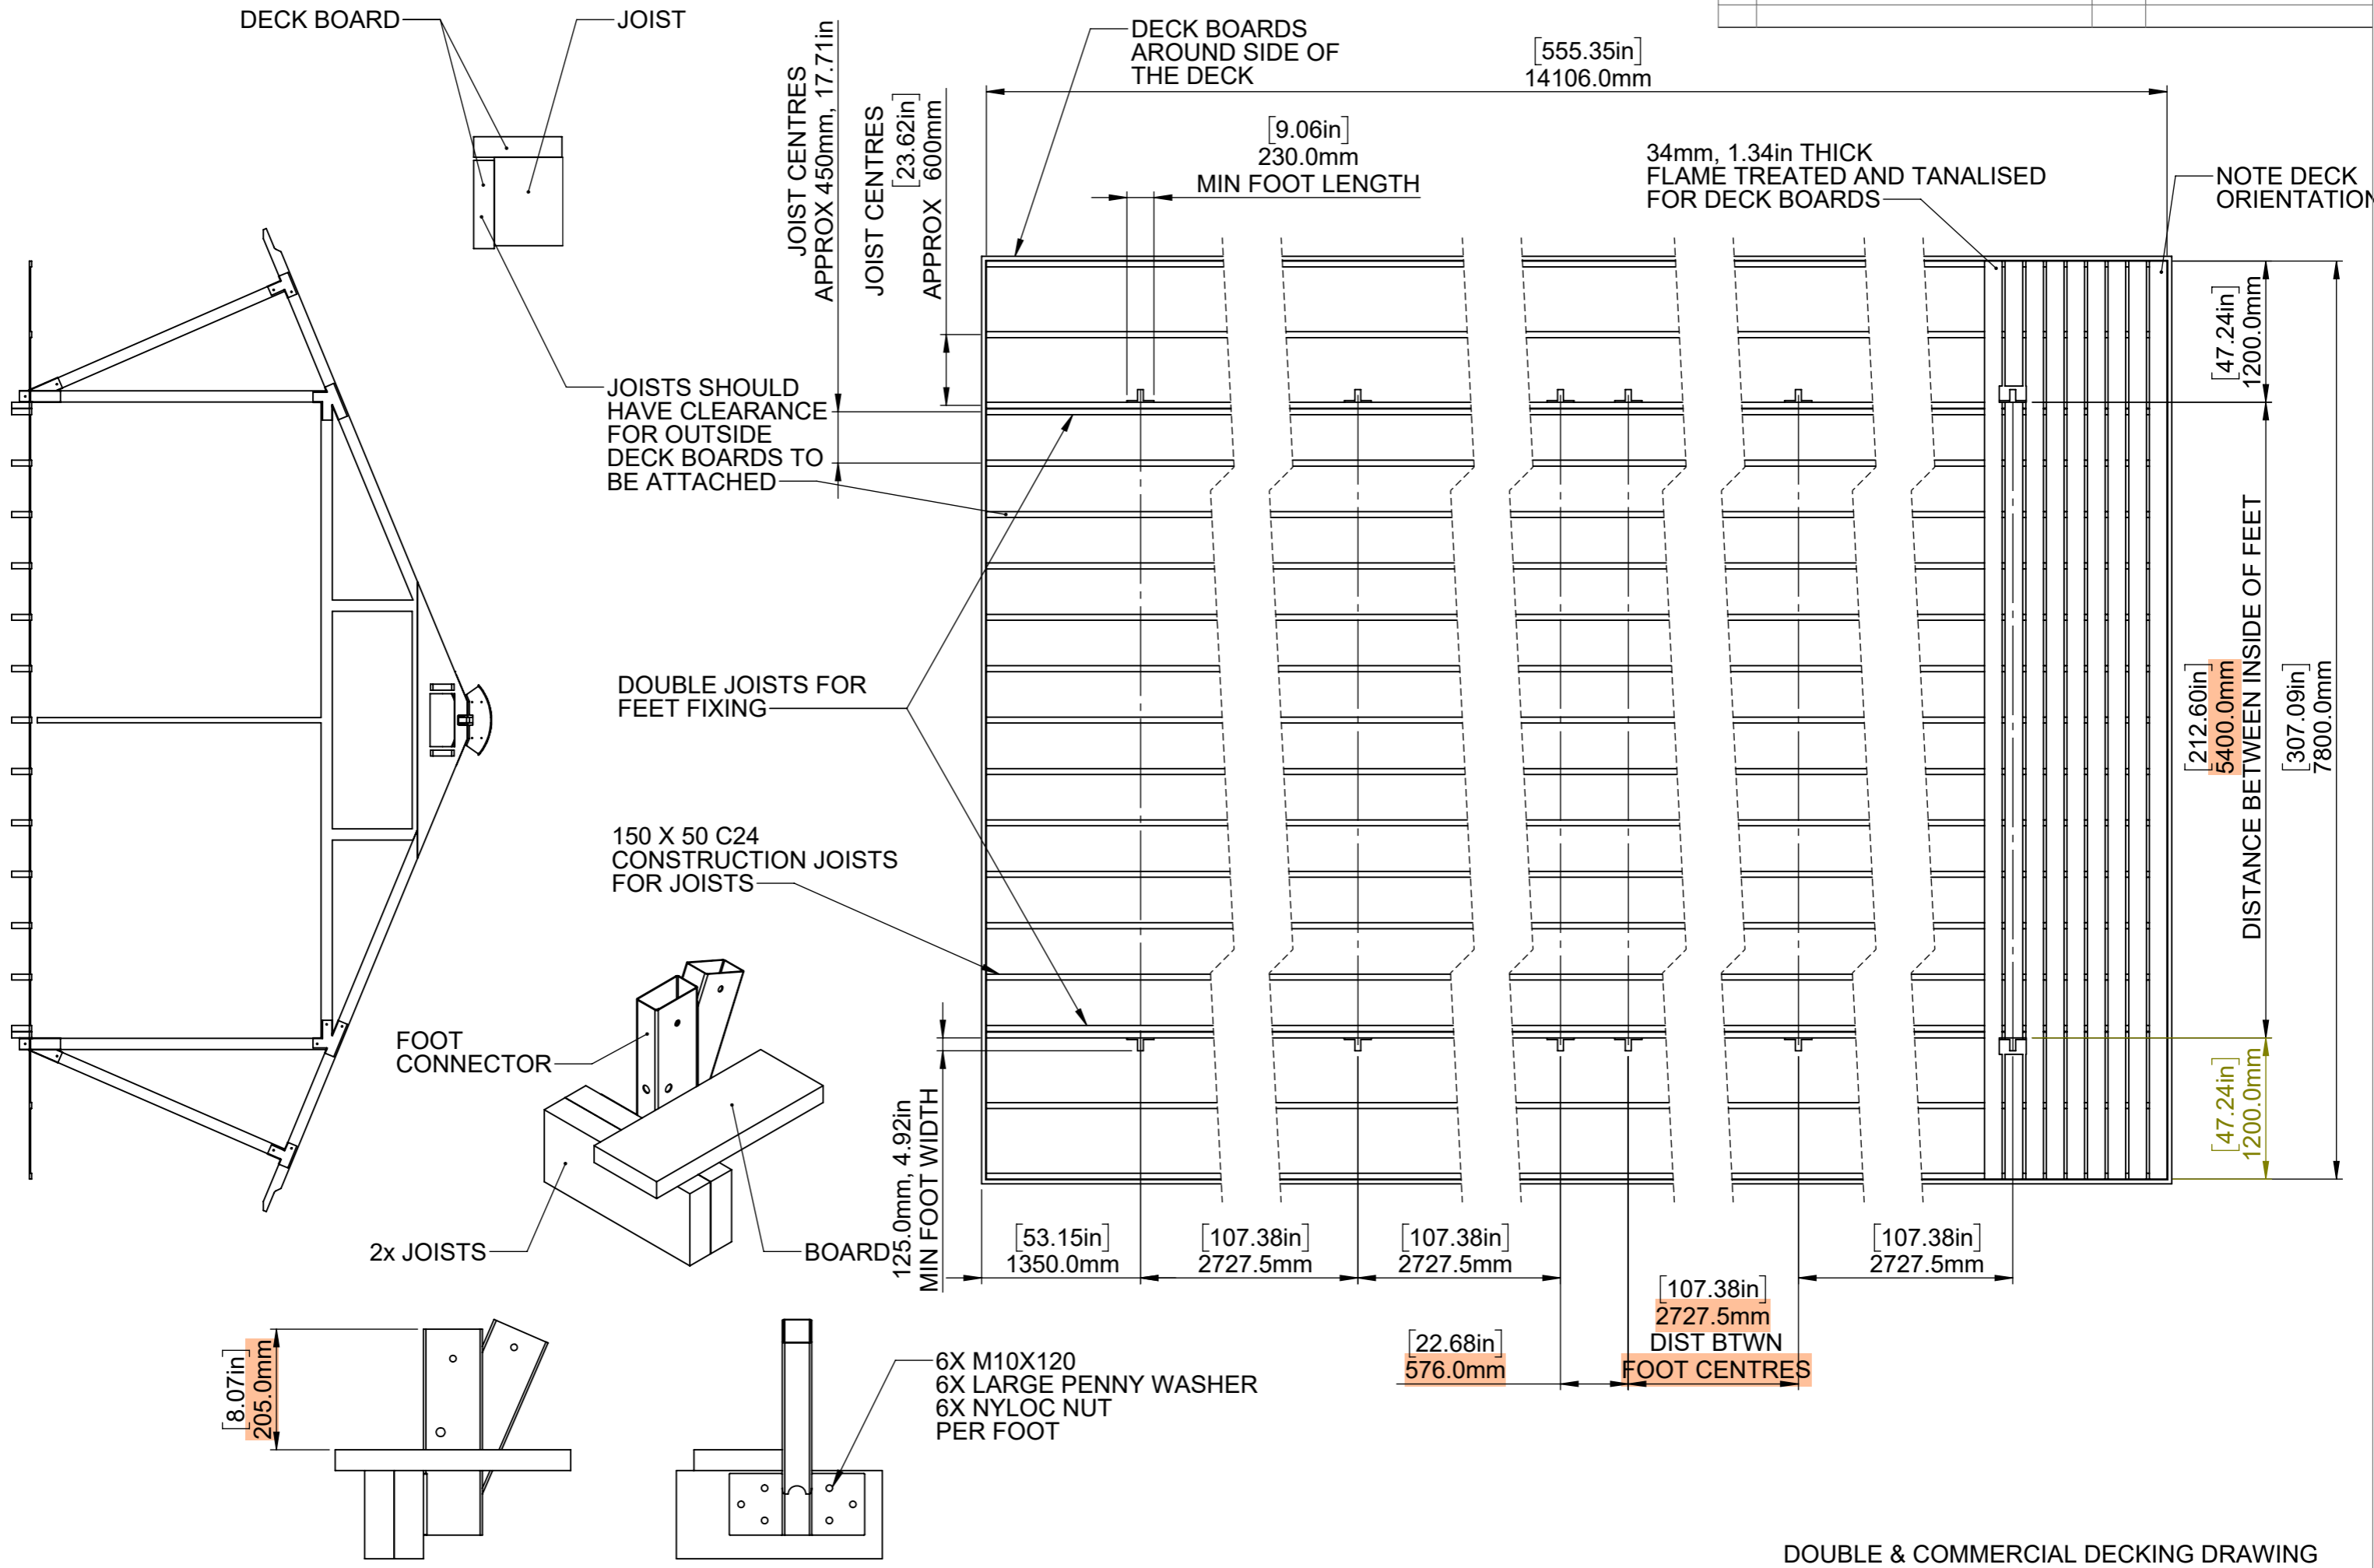 DECK BOARD
JOIST
JOIST CENTRES
APPROX 450mm, 17.71in
JOIST CENTRES
[23.62in]
APPROX 600mm
DECK BOARDS
AROUND SIDE OF
THE DECK
[555.35in]
14106.0mm
[9.06in]
230.0mm
MIN FOOT LENGTH
34mm, 1.34in THICK
FLAME TREATED AND TANALISED
FOR DECK BOARDS
NOTE DECK
ORIENTATION
JOISTS SHOULD
HAVE CLEARANCE
FOR OUTSIDE
DECK BOARDS TO
BE ATTACHED
[47.24in]
1200.0mm
DOUBLE JOISTS FOR
FEET FIXING
[212.60in]
5400.0mm
DISTANCE BETWEEN INSIDE OF FEET
[307.09in]
7800.0mm
150 X 50 C24
CONSTRUCTION JOISTS
FOR JOISTS
FOOT
CONNECTOR
2x JOISTS
BOARD
125.0mm, 4.92in
MIN FOOT WIDTH
[47.24in]
1200.0mm
[53.15in]
1350.0mm
[107.38in]
2727.5mm
[107.38in]
2727.5mm
[107.38in]
2727.5mm
[107.38in]
2727.5mm
DIST BTWN
FOOT CENTRES
[22.68in]
576.0mm
[8.07in]
205.0mm
6X M10X120
6X LARGE PENNY WASHER
6X NYLOC NUT
PER FOOT
DOUBLE & COMMERCIAL DECKING DRAWING